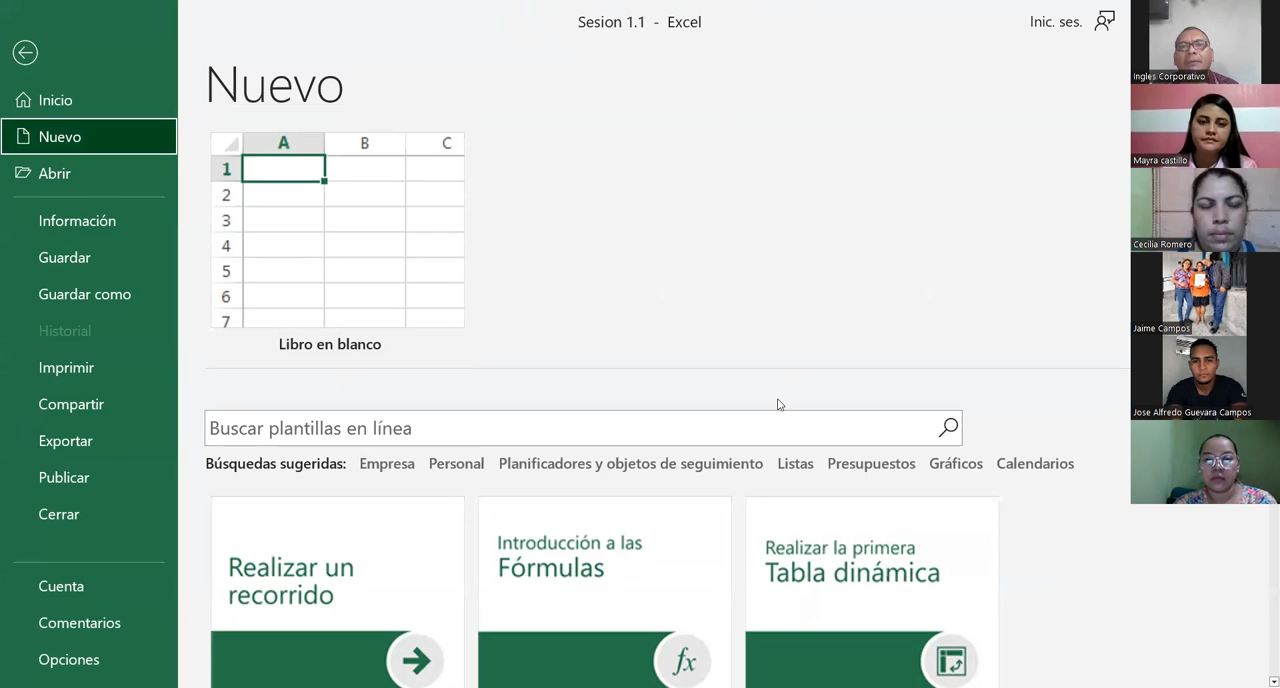 Sesion 1.1 - Excel
Inic. ses.
Inicio
Nuevo
Abrir
Información
Guardar
Guardar como
Historial
Imprimir
Compartir
Exportar
Publicar
Cerrar
Cuenta
Comentarios
Opciones
Nuevo
A B C
1
2
3
4
5
6
7
Libro en blanco
Buscar plantillas en línea
Búsquedas sugeridas: Empresa Personal Planificadores y objetos de seguimiento Listas Presupuestos Gráficos Calendarios
Realizar un
recorrido
Introducción a las
Fórmulas
fx
Realizar la primera
Tabla dinámica
Ingles Corporativo
Mayra castillo
Cecilia Romero
Jaime Campos
Jose Alfredo Guevara Campos